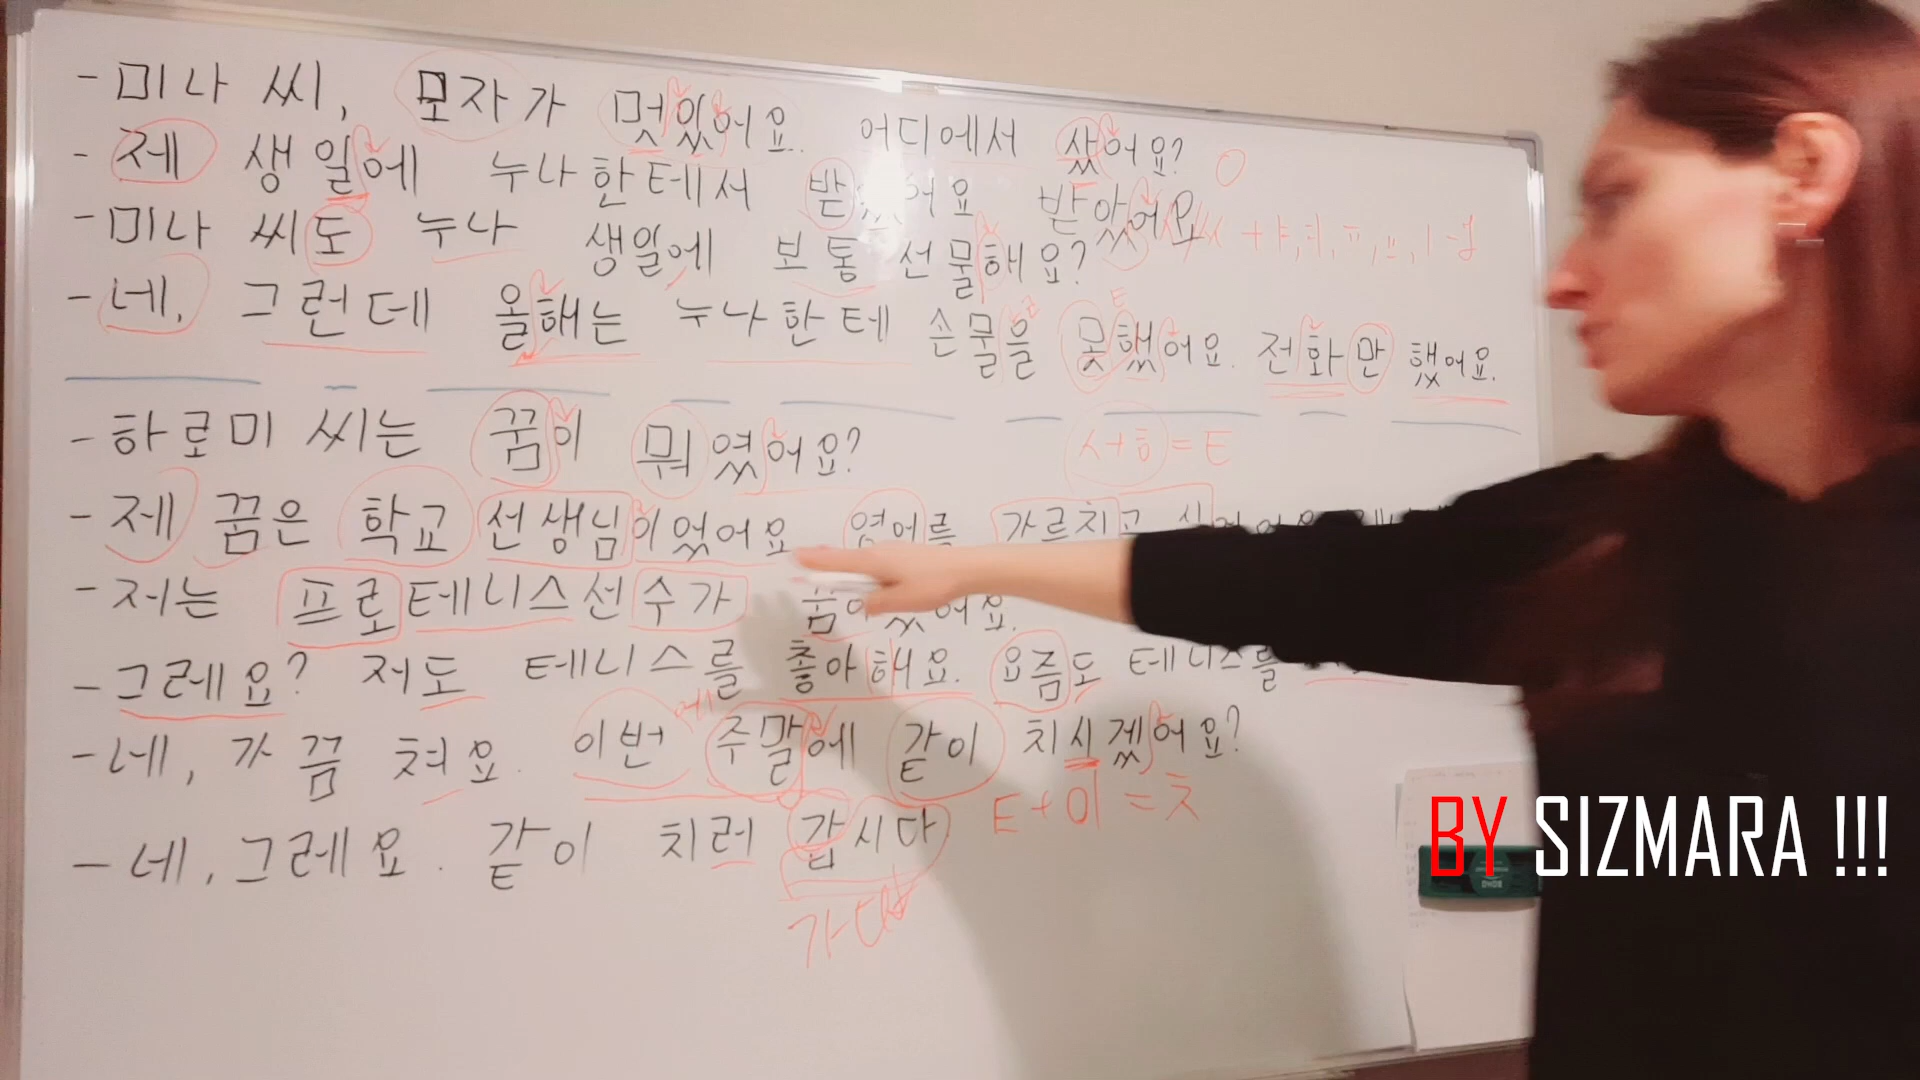 - 미나 씨, 모자가 멋있어요. 어디에서 샀어요?
- 제 생일에 누나한테서 받 어요 받았어요
- 미나 씨도 누나 생일에 보통 선물해요?
- 네, 그런데 올해는 누나한테 손물을 못했어요. 전화만 했어요.
ㅅ+ㅎ=ㅌ
- 하로미 씨는 꿈이 뭐였어요?
- 제 꿈은 학교 선생님이었어요 영어를 가르치고
- 저는 프로테니스선수가 꿈이었어요.
- 그레요? 저도 테니스를 좋아해요. 요즘도 테니스를
- 네, 가끔 쳐요. 이번 주말에 같이 치시겠어요?
에
ㅌ+이=ㅊ
- 네, 그레요. 같이 치러 갑시다
가다
BY SIZMARA !!!